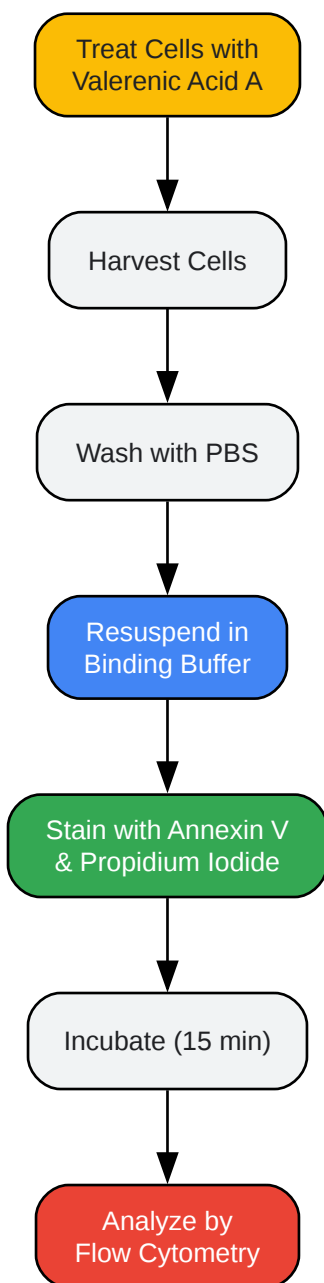 Treat Cells with
Valerenic Acid A
Harvest Cells
Wash with PBS
Resuspend in
Binding Buffer
Stain with Annexin V
& Propidium Iodide
Incubate (15 min)
Analyze by
Flow Cytometry